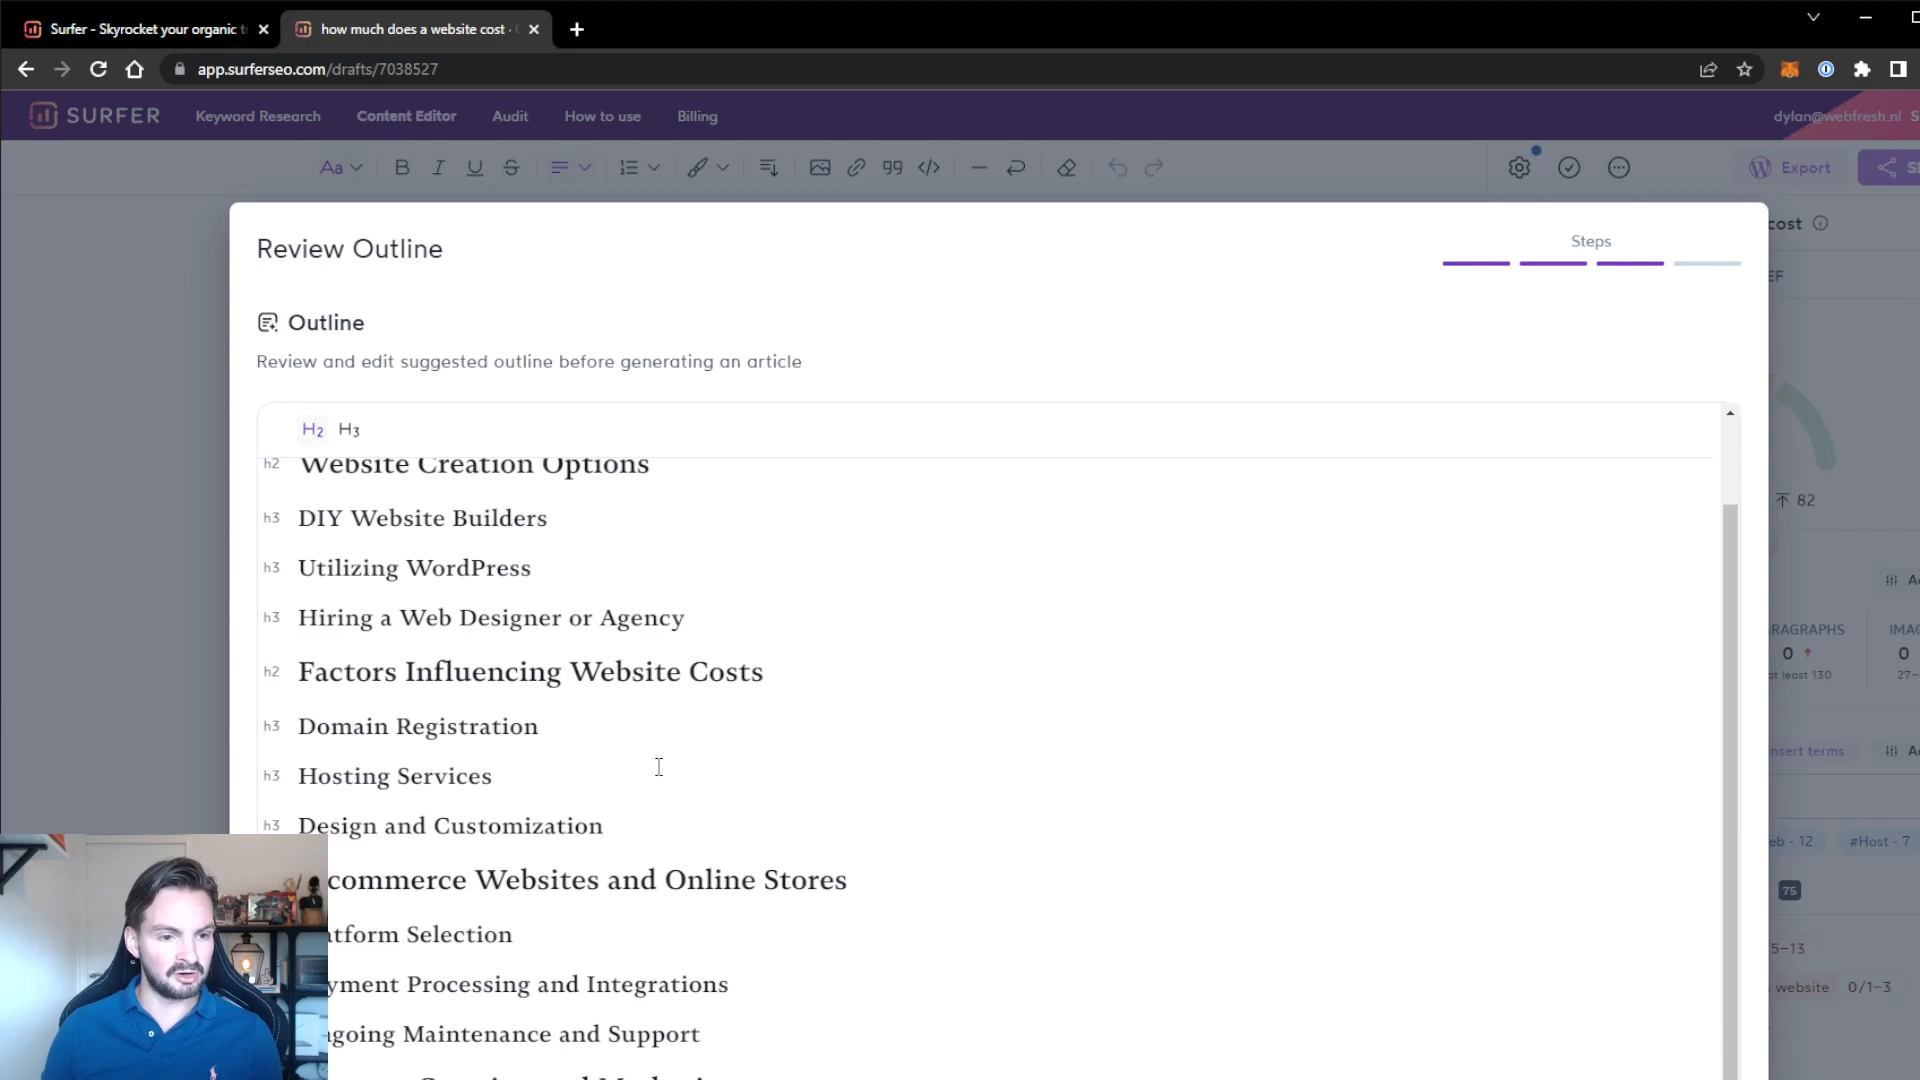 Surfer - Skyrocket your organic t
how much does a website cost ·
app.surferseo.com/drafts/7038527
SURFER
Keyword Research
Content Editor
Audit
How to use
Billing
dylan@webfresh.nl
Aa
Export
Review Outline
Steps
cost
Outline
Review and edit suggested outline before generating an article
H2 H3
h2 Website Creation Options
h3 DIY Website Builders
h3 Utilizing WordPress
h3 Hiring a Web Designer or Agency
h2 Factors Influencing Website Costs
h3 Domain Registration
h3 Hosting Services
h3 Design and Customization
commerce Websites and Online Stores
atform Selection
yment Processing and Integrations
going Maintenance and Support
82
RAGRAPHS
0
at least 130
IMAG
0
27-
nsert terms
eb - 12
#Host - 7
75
5-13
website 0/1-3